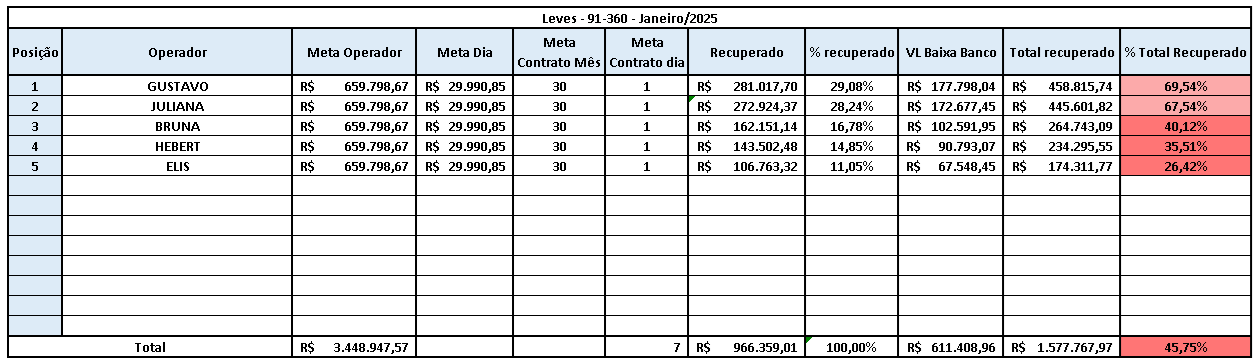 Leves - 91-360 - Janeiro/2025
Posição Operador Meta Operador Meta Dia Meta Contrato Mês Meta Contrato dia Recuperado % recuperado VL Baixa Banco Total recuperado % Total Recuperado
1 GUSTAVO R$ 659.798,67 R$ 29.990,85 30 1 R$ 281.017,70 29,08% R$ 177.798,04 R$ 458.815,74 69,54%
2 JULIANA R$ 659.798,67 R$ 29.990,85 30 1 R$ 272.924,37 28,24% R$ 172.677,45 R$ 445.601,82 67,54%
3 BRUNA R$ 659.798,67 R$ 29.990,85 30 1 R$ 162.151,14 16,78% R$ 102.591,95 R$ 264.743,09 40,12%
4 HEBERT R$ 659.798,67 R$ 29.990,85 30 1 R$ 143.502,48 14,85% R$ 90.793,07 R$ 234.295,55 35,51%
5 ELIS R$ 659.798,67 R$ 29.990,85 30 1 R$ 106.763,32 11,05% R$ 67.548,45 R$ 174.311,77 26,42%
Total R$ 3.448.947,57 7 R$ 966.359,01 100,00% R$ 611.408,96 R$ 1.577.767,97 45,75%